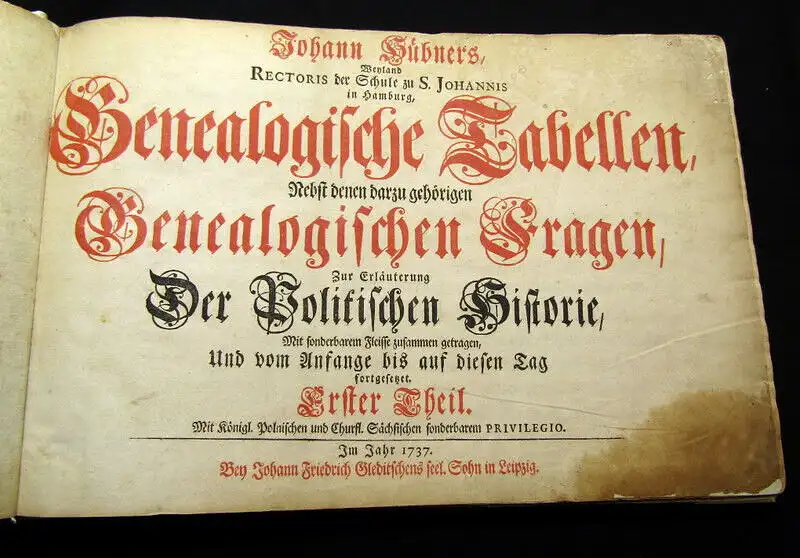 Johann Hübners,
Weyland
RECTORIS der Schule zu S. JOHANNIS
in Hamburg,
Genealogische Tabellen,
Nebst denen darzu gehörigen
Genealogischen Fragen,
Zur Erläuterung
Der Politischen Historie,
Mit sonderbarem Fleisse zusammen getragen,
Und vom Anfange bis auf diesen Tag
fortgesetzet.
Erster Theil.
Mit Königl. Polnischen und Churfl. Sächsischen sonderbarem PRIVILEGIO.
Im Jahr 1737.
Bey Johann Friedrich Gleditschens seel. Sohn in Leipzig.